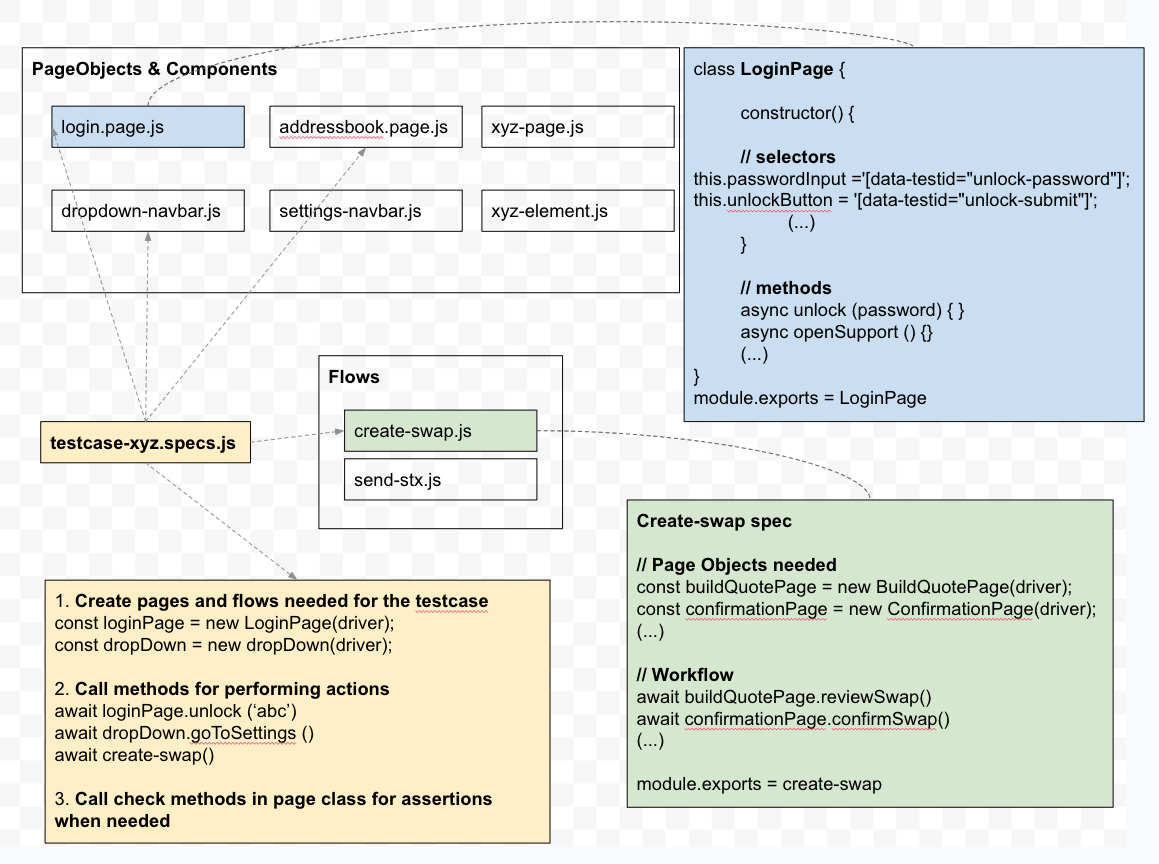 PageObjects & Components
login.page.js
addressbook.page.js
xyz-page.js
dropdown-navbar.js
settings-navbar.js
xyz-element.js
class LoginPage {
constructor() {
// selectors
this.passwordInput ='[data-testid="unlock-password"]';
this.unlockButton = '[data-testid="unlock-submit"]';
(...)
}
// methods
async unlock (password) { }
async openSupport () {}
(...)
}
module.exports = LoginPage
Flows
create-swap.js
send-stx.js
testcase-xyz.specs.js
1. Create pages and flows needed for the testcase
const loginPage = new LoginPage(driver);
const dropDown = new dropDown(driver);
2. Call methods for performing actions
await loginPage.unlock (‘abc’)
await dropDown.goToSettings ()
await create-swap()
3. Call check methods in page class for assertions
when needed
Create-swap spec
// Page Objects needed
const buildQuotePage = new BuildQuotePage(driver);
const confirmationPage = new ConfirmationPage(driver);
(...)
// Workflow
await buildQuotePage.reviewSwap()
await confirmationPage.confirmSwap()
(...)
module.exports = create-swap